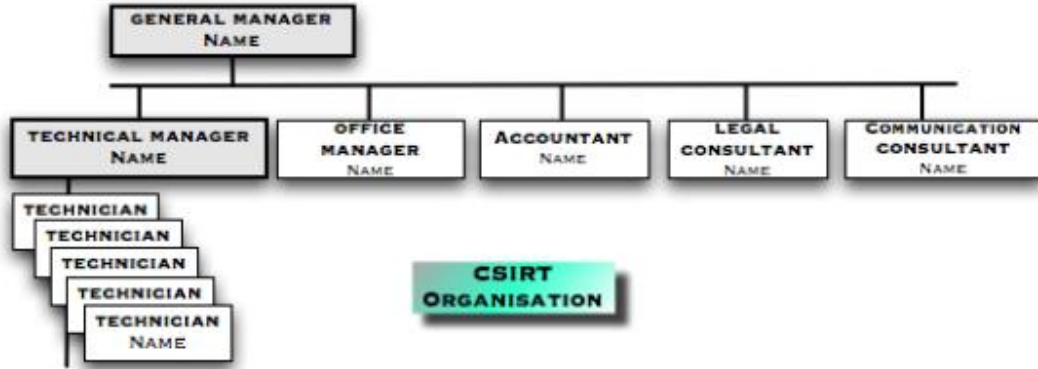 GENERAL MANAGER
NAME
TECHNICAL MANAGER
NAME
OFFICE
MANAGER
NAME
ACCOUNTANT
NAME
LEGAL
CONSULTANT
NAME
COMMUNICATION
CONSULTANT
NAME
TECHNICIAN
TECHNICIAN
TECHNICIAN
TECHNICIAN
TECHNICIAN
NAME
CSIRT
ORGANISATION